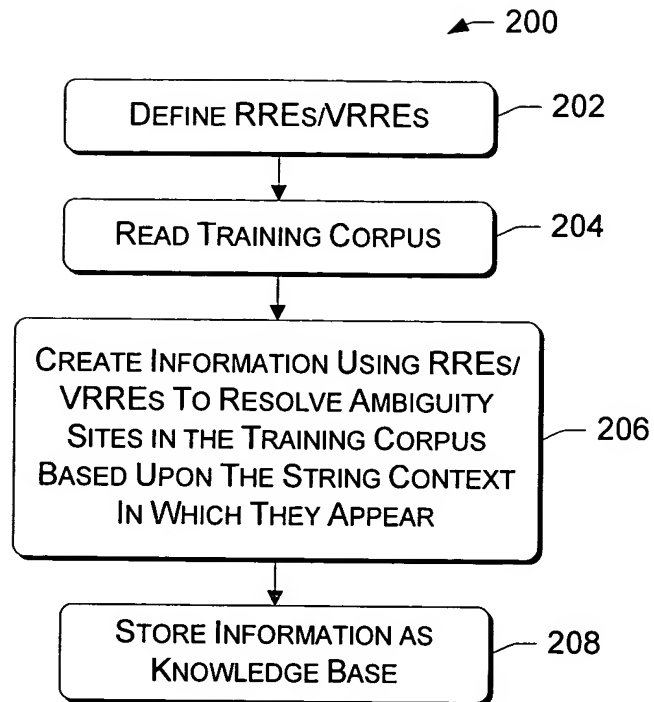 200
DEFINE RREs/VRREs
202
READ TRAINING CORPUS
204
CREATE INFORMATION USING RREs/
VRREs TO RESOLVE AMBIGUITY
SITES IN THE TRAINING CORPUS
BASED UPON THE STRING CONTEXT
IN WHICH THEY APPEAR
206
STORE INFORMATION AS
KNOWLEDGE BASE
208